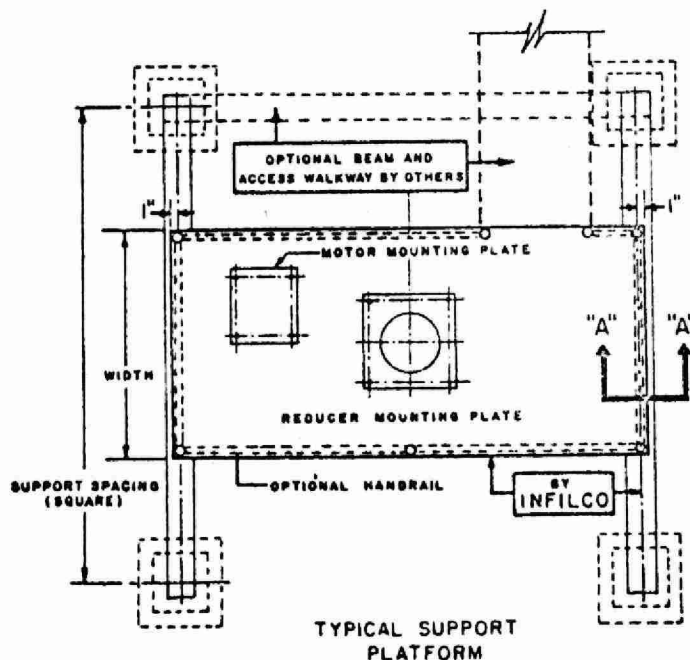 OPTIONAL BEAM AND
ACCESS WALKWAY BY OTHERS
1"
1"
MOTOR MOUNTING PLATE
"A"
"A"
WIDTH
REDUCER MOUNTING PLATE
SUPPORT SPACING
(SQUARE)
OPTIONAL HANDRAIL
BY
INFILCO
TYPICAL SUPPORT
PLATFORM